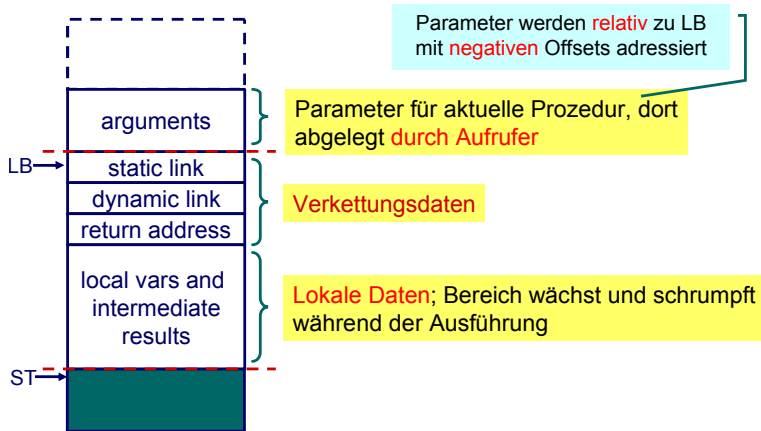 Parameter werden relativ zu LB
mit negativen Offsets adressiert
arguments
Parameter für aktuelle Prozedur, dort
abgelegt durch Aufrufer
LB
static link
dynamic link
return address
Verkettungsdaten
local vars and
intermediate
results
Lokale Daten; Bereich wächst und schrumpft
während der Ausführung
ST